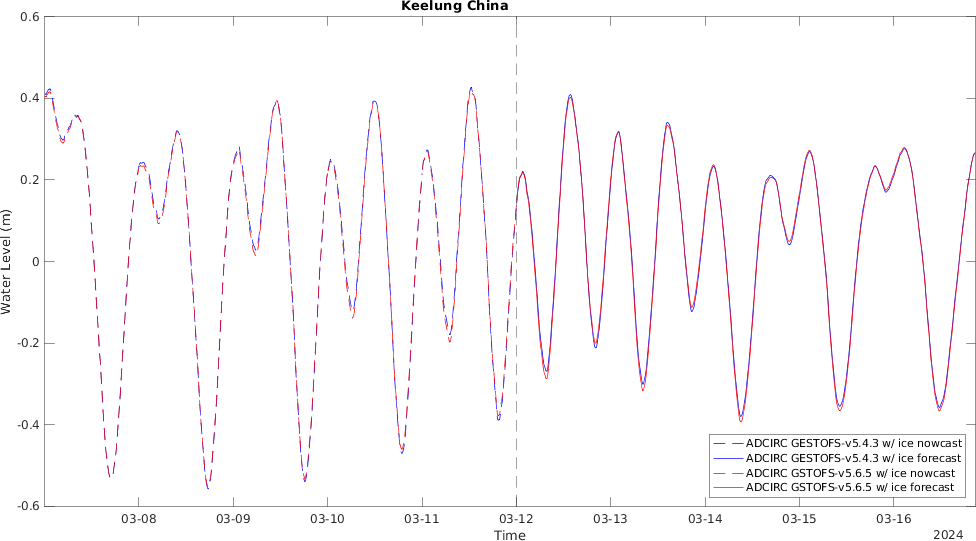 Keelung China
0.6
0.4
0.2
0
-0.2
-0.4
-0.6
Water Level (m)
ADCIRC GESTOFS-v5.4.3 w/ ice nowcast
ADCIRC GESTOFS-v5.4.3 w/ ice forecast
ADCIRC GSTOFS-v5.6.5 w/ ice nowcast
ADCIRC GSTOFS-v5.6.5 w/ ice forecast
03-08 03-09 03-10 03-11 03-12 03-13 03-14 03-15 03-16
Time
2024